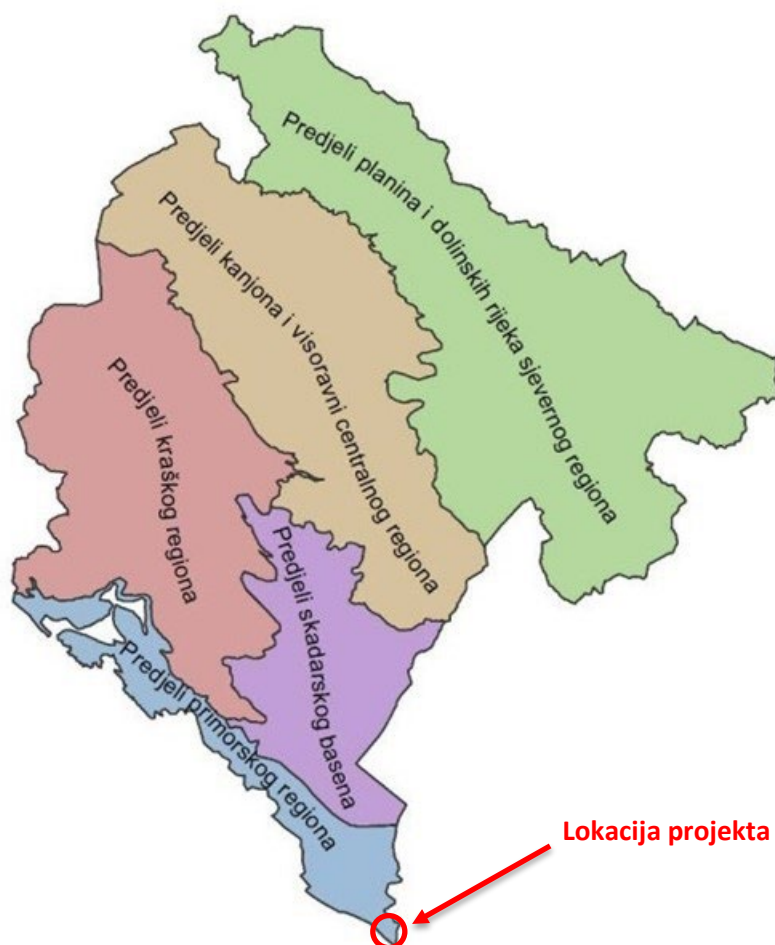 Predjeli planina i dolinskih rijeka sjevernog regiona
Predjeli kanjona i visoravni centralnog regiona
Predjeli kraškog regiona
Predjeli skadarskog basena
Predjeli primorskog regiona
Lokacija projekta